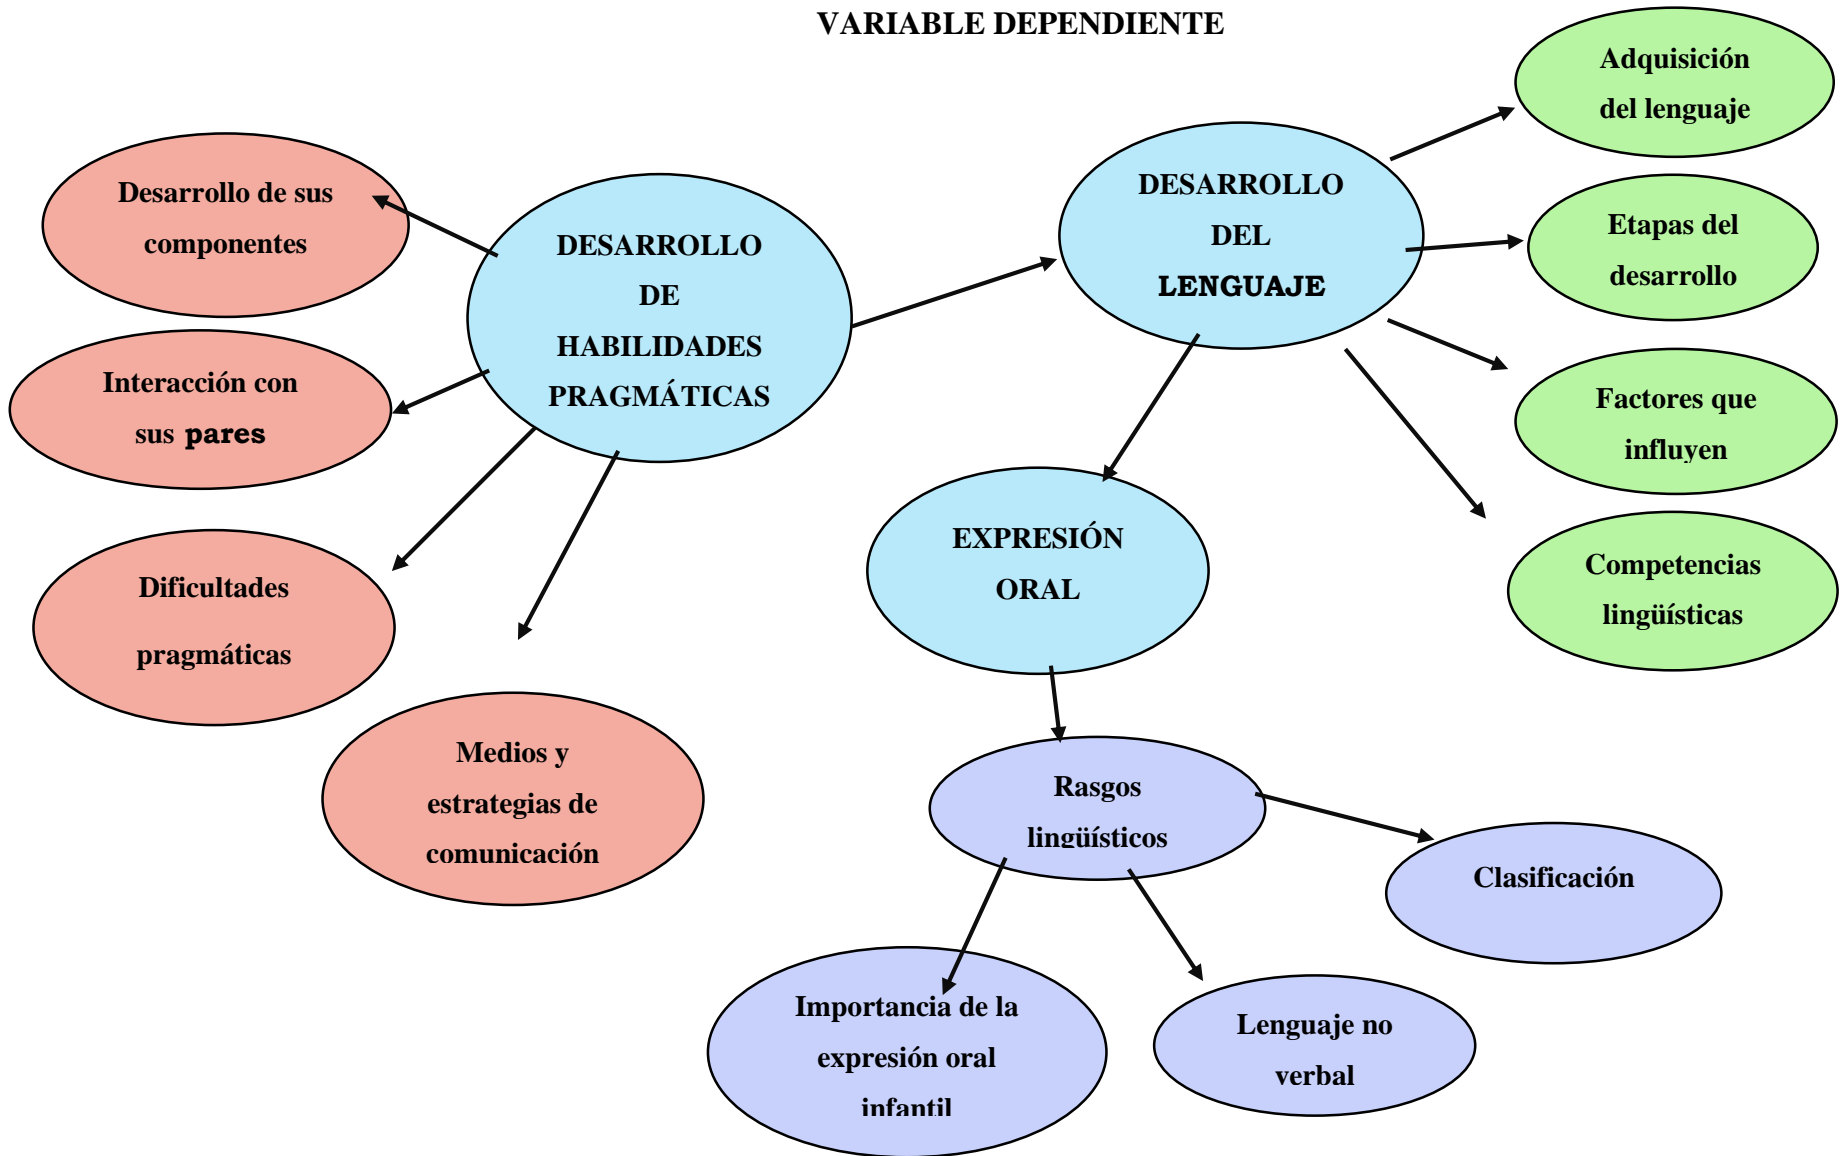 VARIABLE DEPENDIENTE
Adquisición
del lenguaje
DESARROLLO
DEL
LENGUAJE
Desarrollo de sus
componentes
DESARROLLO
DE
HABILIDADES
PRAGMÁTICAS
Etapas del
desarrollo
Interacción con
sus pares
Factores que
influyen
EXPRESIÓN
ORAL
Competencias
lingüísticas
Dificultades
pragmáticas
Medios y
estrategias de
comunicación
Rasgos
lingüísticos
Clasificación
Importancia de la
expresión oral
infantil
Lenguaje no
verbal